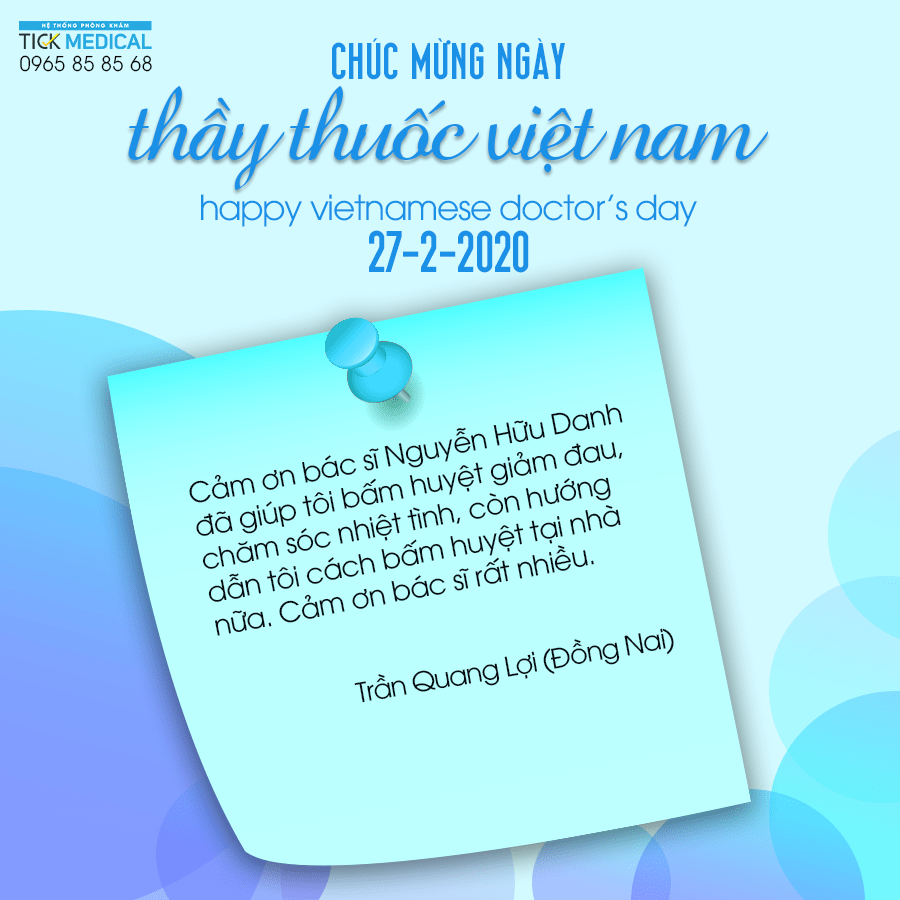 HỆ THỐNG PHÒNG KHÁM
TICK MEDICAL
0965 85 85 68
CHÚC MỪNG NGÀY
thầy thuốc việt nam
happy vietnamese doctor's day
27-2-2020
Cảm ơn bác sĩ Nguyễn Hữu Danh
đã giúp tôi bấm huyệt giảm đau,
chăm sóc nhiệt tình, còn hướng
dẫn tôi cách bấm huyệt tại nhà
nữa. Cảm ơn bác sĩ rất nhiều.
Trần Quang Lợi (Đồng Nai)